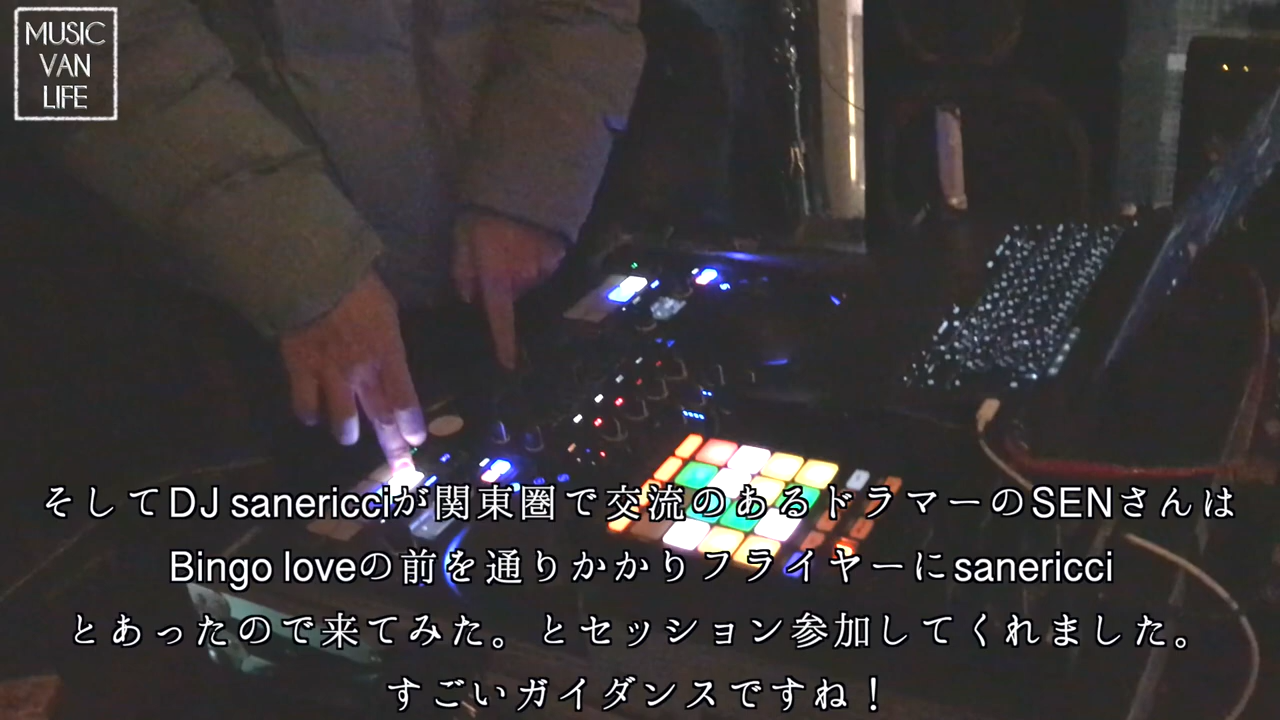 MUSIC
VAN
LIFE
そしてDJ sanericciが関東圏で交流のあるドラマーのSENさんは
Bingo loveの前を通りかかりフライヤーにsanericci
とあったので来てみた。とセッション参加してくれました。
すごいガイダンスですね！